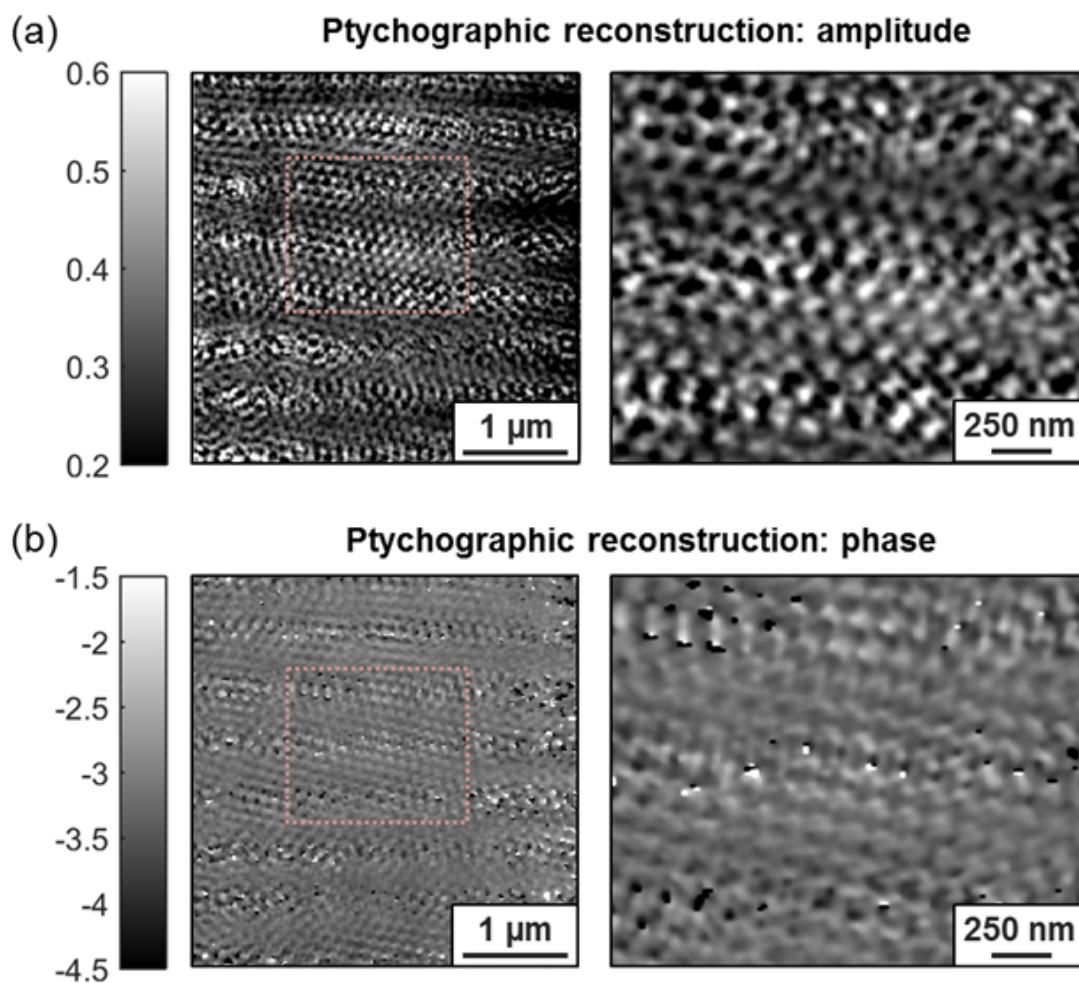 (a)
Ptychographic reconstruction: amplitude
0.6
0.5
0.4
0.3
0.2
1 µm
250 nm
(b)
Ptychographic reconstruction: phase
-1.5
-2
-2.5
-3
-3.5
-4
-4.5
1 µm
250 nm